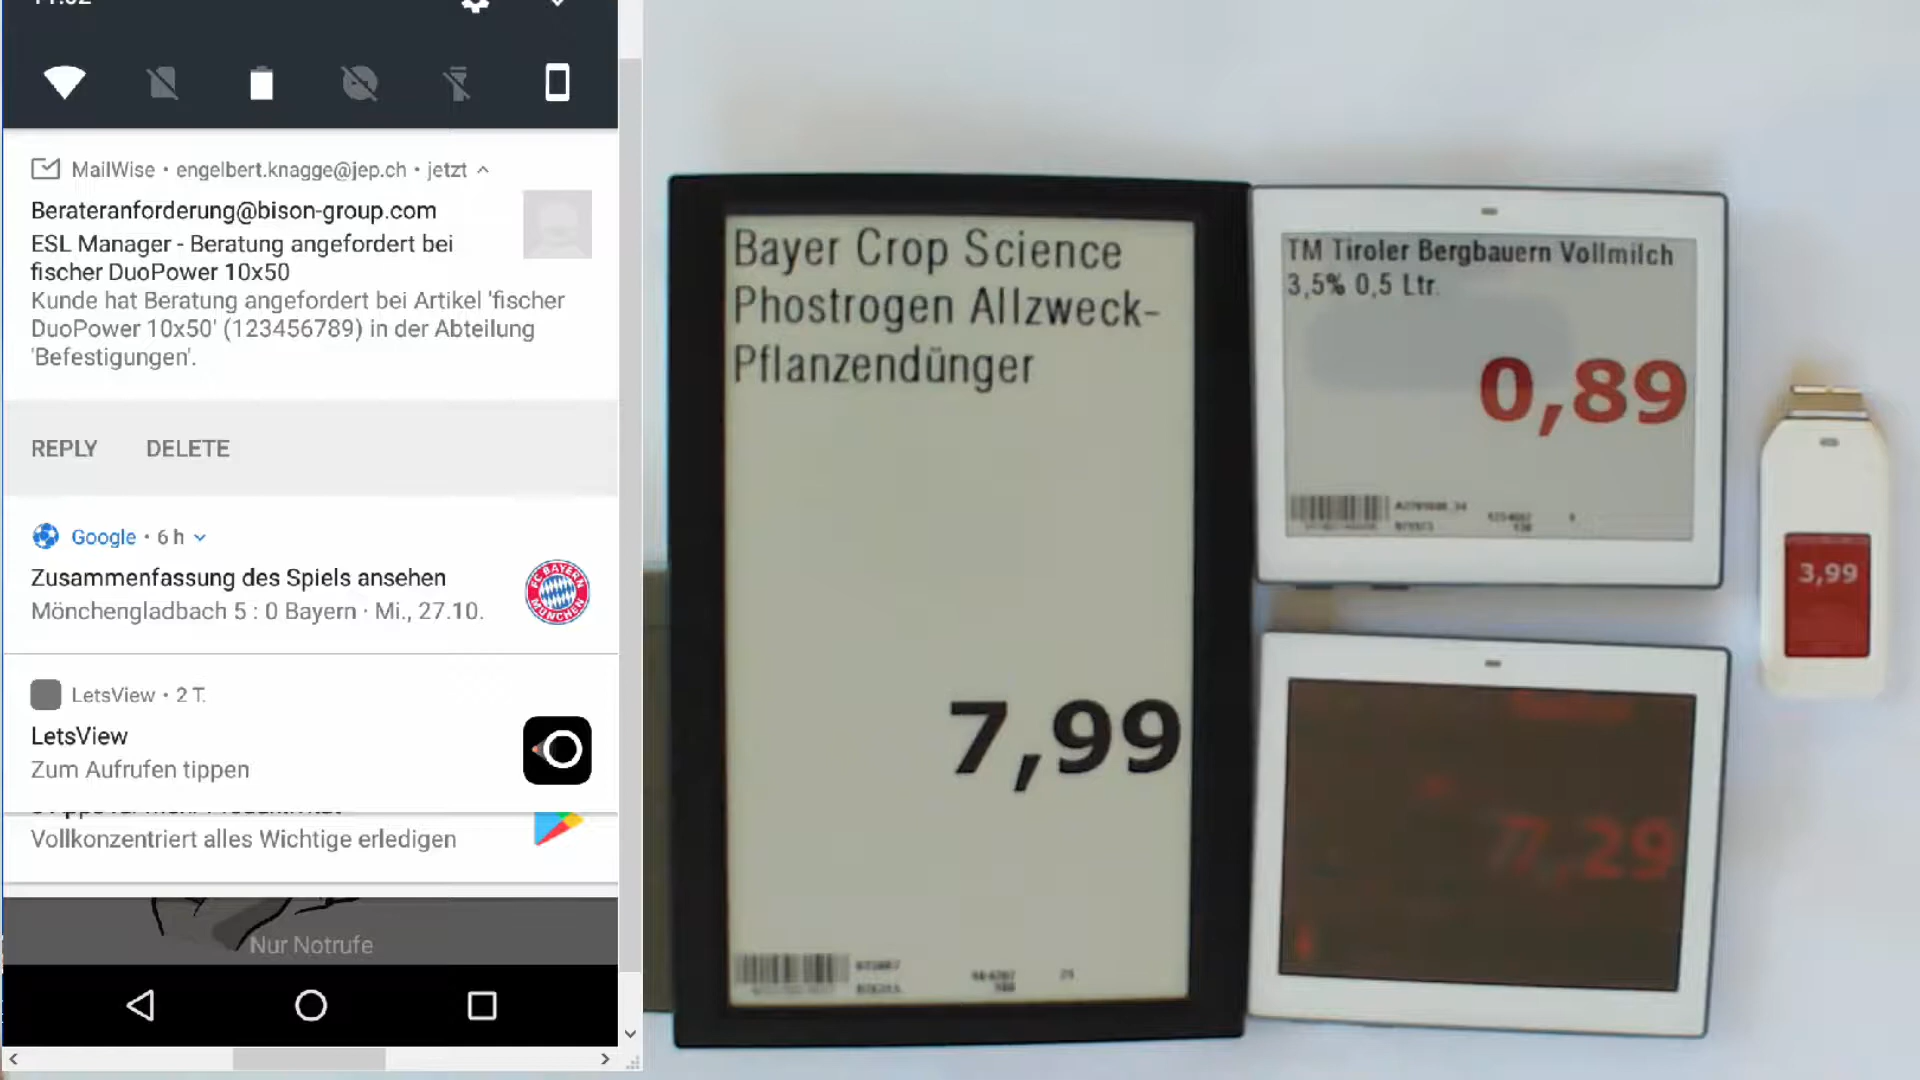 MailWise • engelbert.knagge@jep.ch • jetzt
Berateranforderung@bison-group.com
ESL Manager - Beratung angefordert bei
fischer DuoPower 10x50
Kunde hat Beratung angefordert bei Artikel 'fischer
DuoPower 10x50' (123456789) in der Abteilung
'Befestigungen'.
REPLY DELETE
Google • 6 h
Zusammenfassung des Spiels ansehen
Mönchengladbach 5 : 0 Bayern · Mi., 27.10.
FC BAYERN
MÜNCHEN
LetsView • 2 T.
LetsView
Zum Aufrufen tippen
Vollkonzentriert alles Wichtige erledigen
Nur Notrufe
Bayer Crop Science
Phostrogen Allzweck-
Pflanzendünger
7,99
TM Tiroler Bergbauern Vollmilch
3,5% 0,5 Ltr.
0,89
7,29
3,99